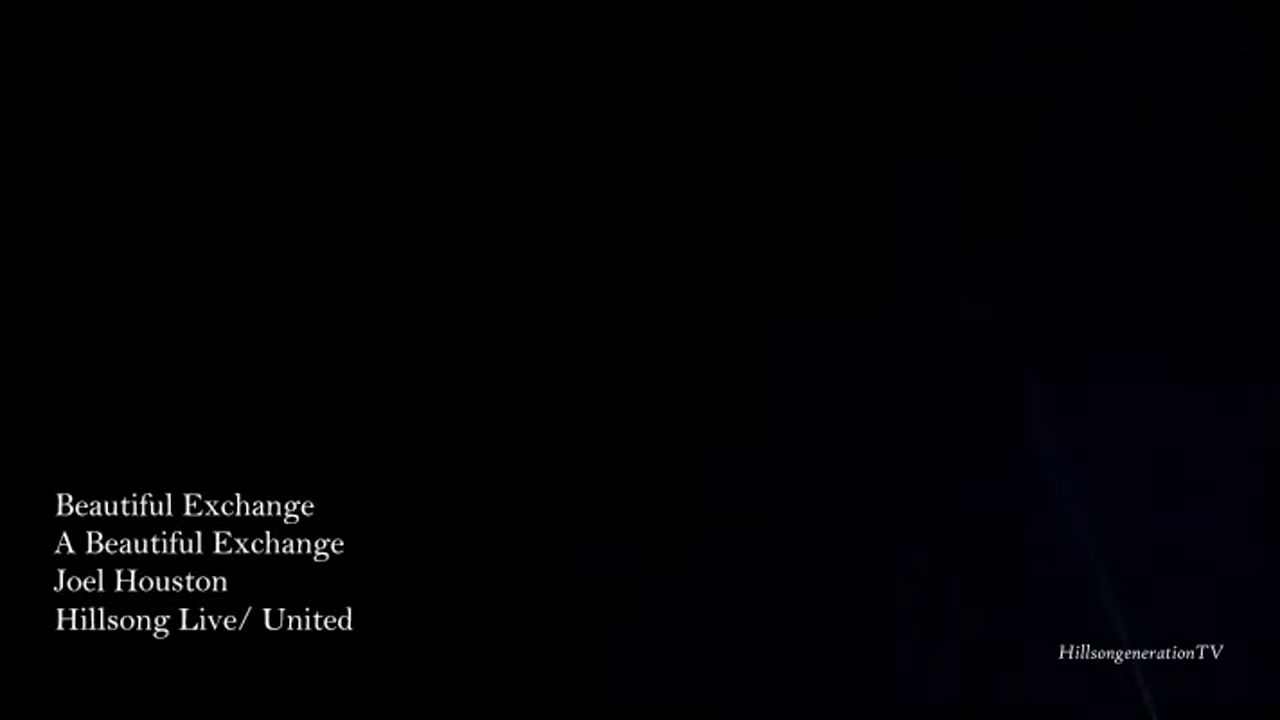 Beautiful Exchange
A Beautiful Exchange
Joel Houston
Hillsong Live/ United
HillsongenerationTV